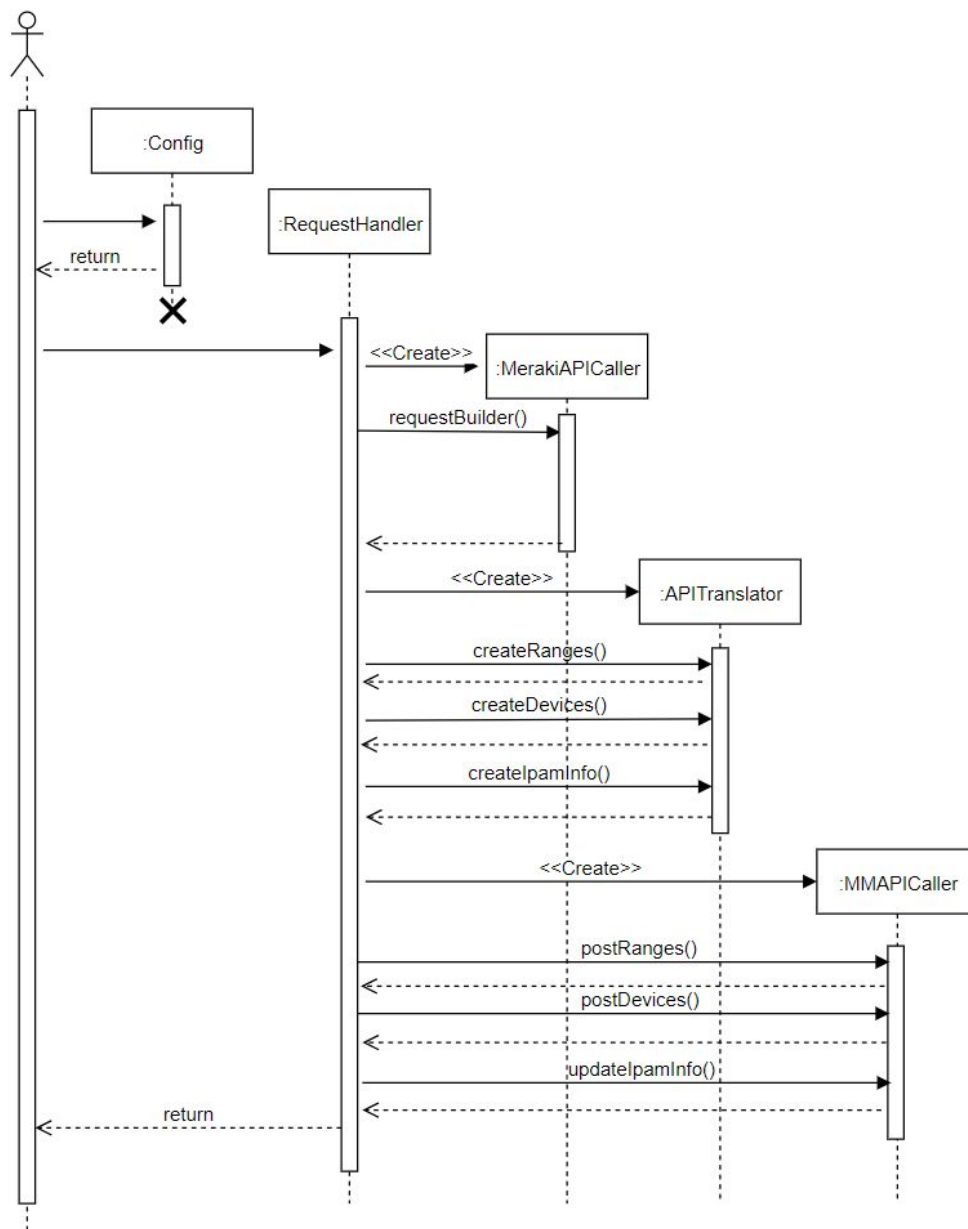 :Config
:RequestHandler
return
<<Create>>
:MerakiAPICaller
requestBuilder()
<<Create>>
:APITranslator
createRanges()
createDevices()
createIpamInfo()
<<Create>>
:MMAPICaller
postRanges()
postDevices()
updateIpamInfo()
return